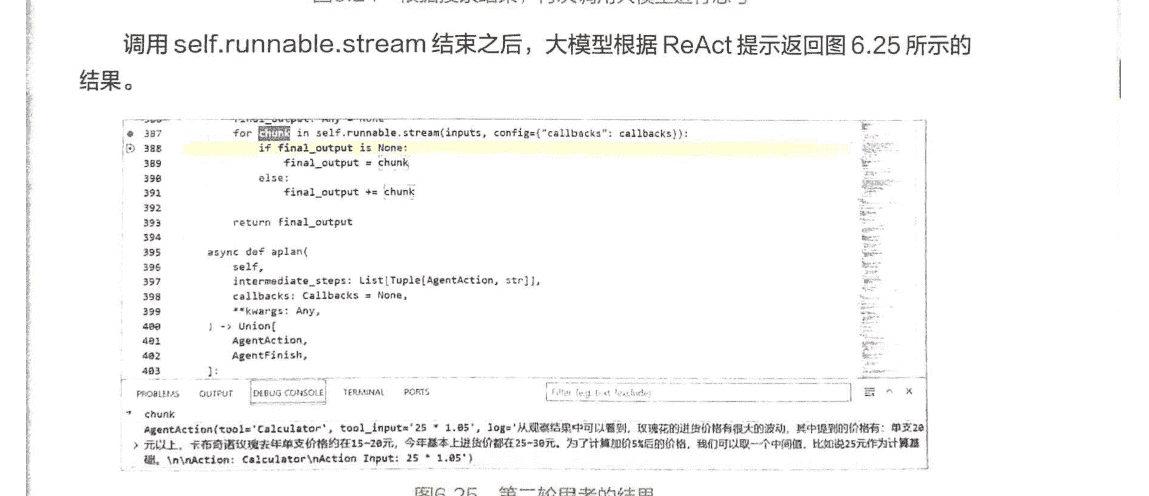 调用 self.runnable.stream 结束之后，大模型根据 ReAct 提示返回图 6.25 所示的
结果。
387 for chunk in self.runnable.stream(inputs, config={"callbacks": callbacks}):
388 if final_output is None:
389 final_output = chunk
390 else:
391 final_output += chunk
392
393 return final_output
394
395 async def aplan(
396 self,
397 intermediate_steps: List[Tuple[AgentAction, str]],
398 callbacks: Callbacks = None,
399 **kwargs: Any,
400 ) -> Union[
401 AgentAction,
402 AgentFinish,
403 ]:
PROBLEMS OUTPUT DEBUG CONSOLE TERMINAL PORTS Filter (e.g. text, !exclude)
chunk
AgentAction(tool='Calculator', tool_input='25 * 1.05', log='从观察结果中可以看到，玫瑰花的进货价格有很大的波动，其中提到的价格有：单支20
元以上，卡布奇诺玫瑰去年单支价格约在15-20元，今年基本上进货价都在25-30元。为了计算加价5%后的价格，我们可以取一个中间值，比如说25元作为计算基
础。\n\nAction: Calculator\nAction Input: 25 * 1.05')